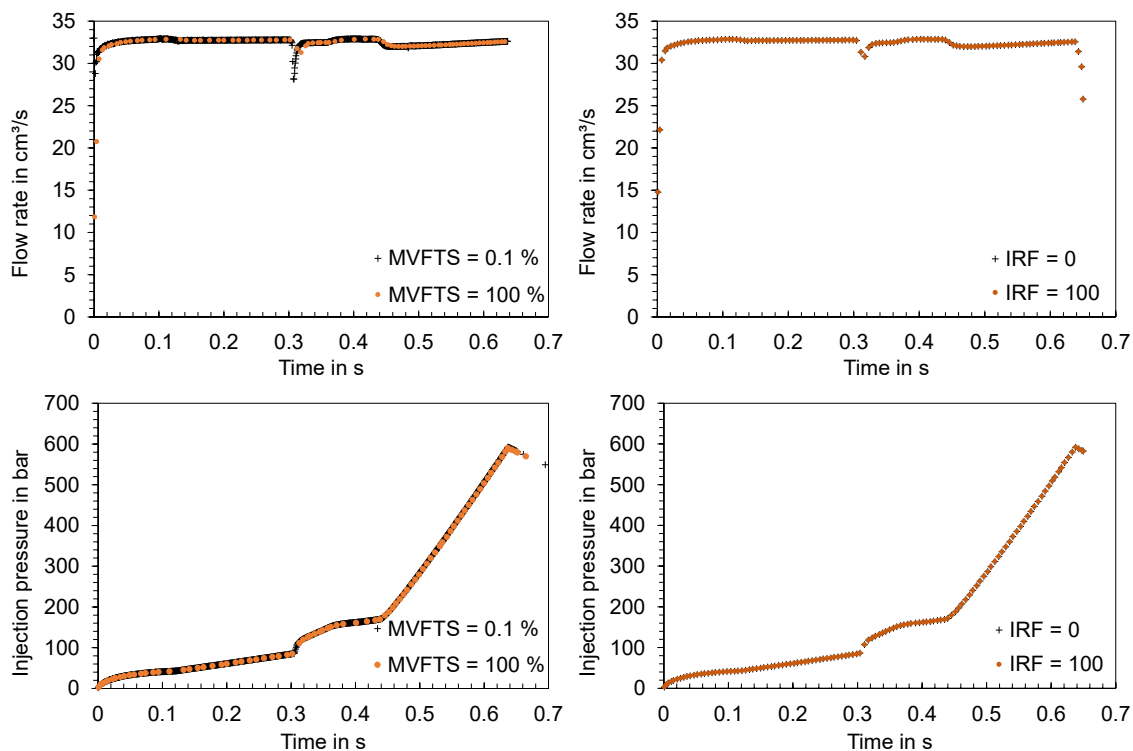 35
30
25
20
15
10
5
0
Flow rate in cm³/s
+ MVFTS = 0.1 %
• MVFTS = 100 %
0 0.1 0.2 0.3 0.4 0.5 0.6 0.7
Time in s
35
30
25
20
15
10
5
0
Flow rate in cm³/s
+ IRF = 0
• IRF = 100
0 0.1 0.2 0.3 0.4 0.5 0.6 0.7
Time in s
700
600
500
400
300
200
100
0
Injection pressure in bar
+ MVFTS = 0.1 %
• MVFTS = 100 %
0 0.1 0.2 0.3 0.4 0.5 0.6 0.7
Time in s
700
600
500
400
300
200
100
0
Injection pressure in bar
+ IRF = 0
• IRF = 100
0 0.1 0.2 0.3 0.4 0.5 0.6 0.7
Time in s